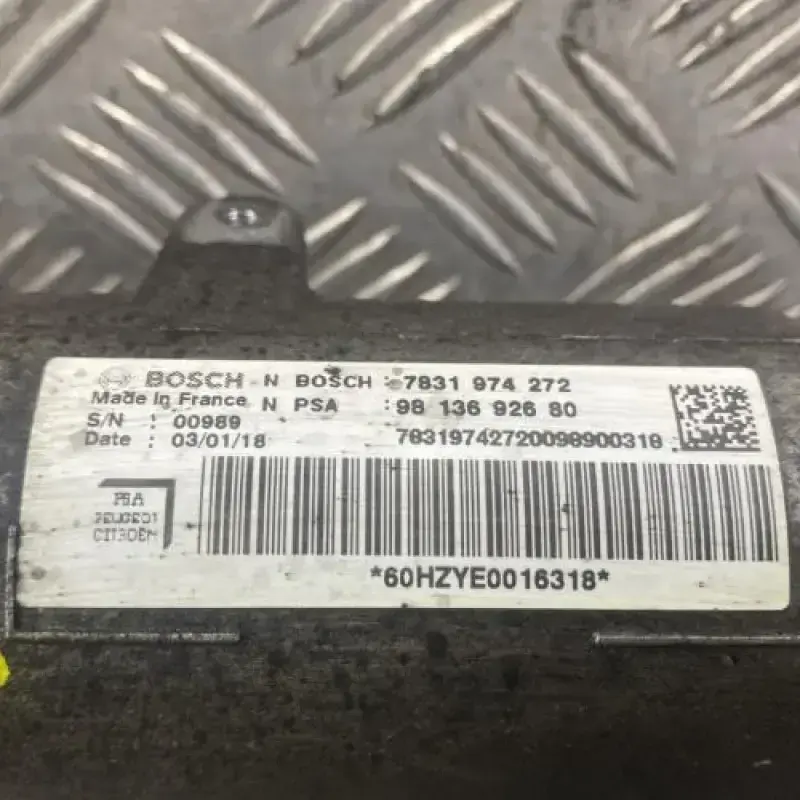 BOSCH N BOSCH : 7831 974 272
Made In France N PSA : 98 136 926 80
S/N : 00989
Date : 03/01/18 78319742720098900318
PSA
PEUGEOT
CITROËN
*60HZYE0016318*